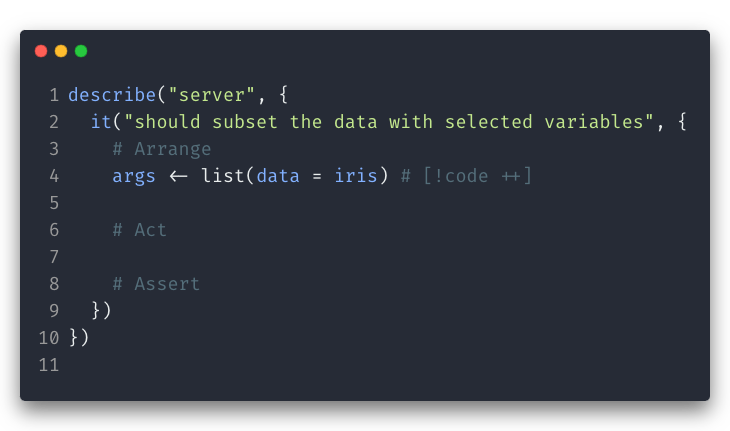 1 describe("server", {
2   it("should subset the data with selected variables", {
3     # Arrange
4     args <- list(data = iris) # [!code ++]
5
6     # Act
7
8     # Assert
9   })
10 })
11